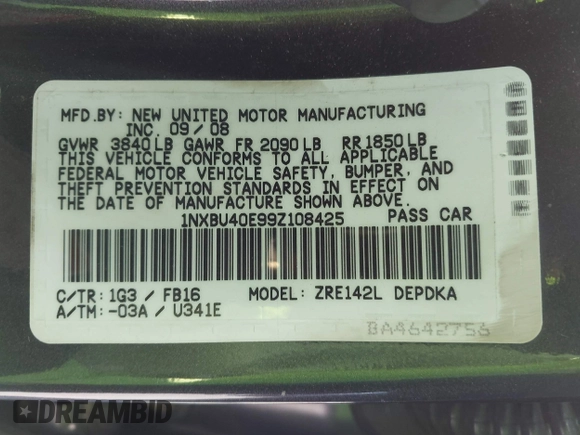 MFD.BY: NEW UNITED MOTOR MANUFACTURING
INC. 09/08
GVWR 3840LB GAWR FR 2090LB RR 1850LB
THIS VEHICLE CONFORMS TO ALL APPLICABLE
FEDERAL MOTOR VEHICLE SAFETY, BUMPER, AND
THEFT PREVENTION STANDARDS IN EFFECT ON
DATE OF MANUFACTURE SHOWN ABOVE.
1NXBU40E99Z108425 PASS CAR
C/TR: 1G3 / FB16 MODEL: ZRE142L DEPDKA
A/TM: -03A / U341E
BA4642756
DREAMBID